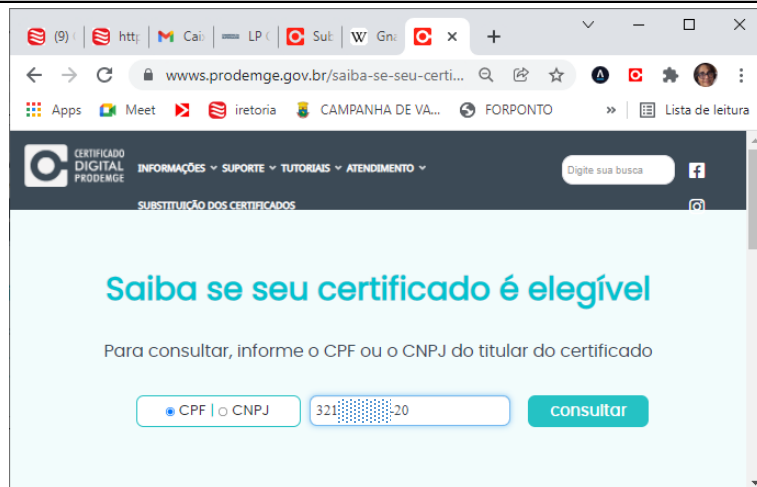 (9)
http
Cai
LP (
Sub
W Gna
wwws.prodemge.gov.br/saiba-se-seu-certi...
Apps
Meet
iretoria
CAMPANHA DE VA...
FORPONTO
»
Lista de leitura
CERTIFICADO
DIGITAL
PRODEMGE
INFORMAÇÕES
SUPORTE
TUTORIAIS
ATENDIMENTO
Digite sua busca
SUBSTITUIÇÃO DOS CERTIFICADOS
Saiba se seu certificado é elegível
Para consultar, informe o CPF ou o CNPJ do titular do certificado
CPF | CNPJ
321 -20
consultar